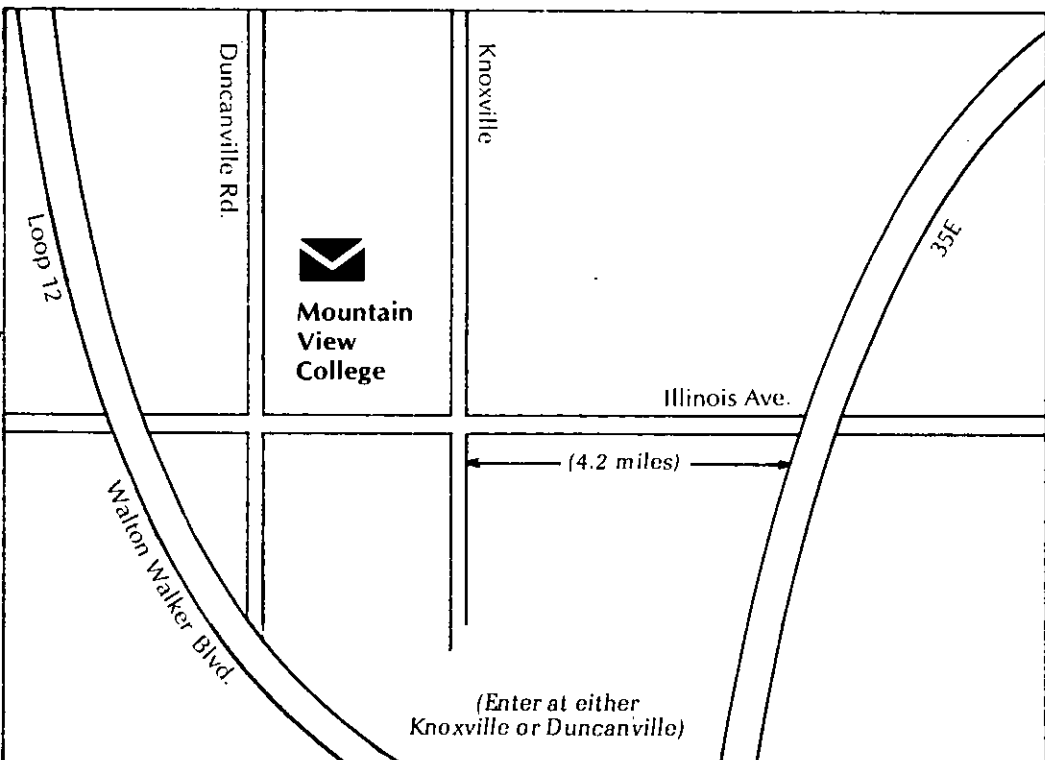 Duncanville Rd.
Knoxville
Loop 12
35E
Mountain
View
College
Illinois Ave.
(4.2 miles)
Walton Walker Blvd.
(Enter at either
Knoxville or Duncanville)